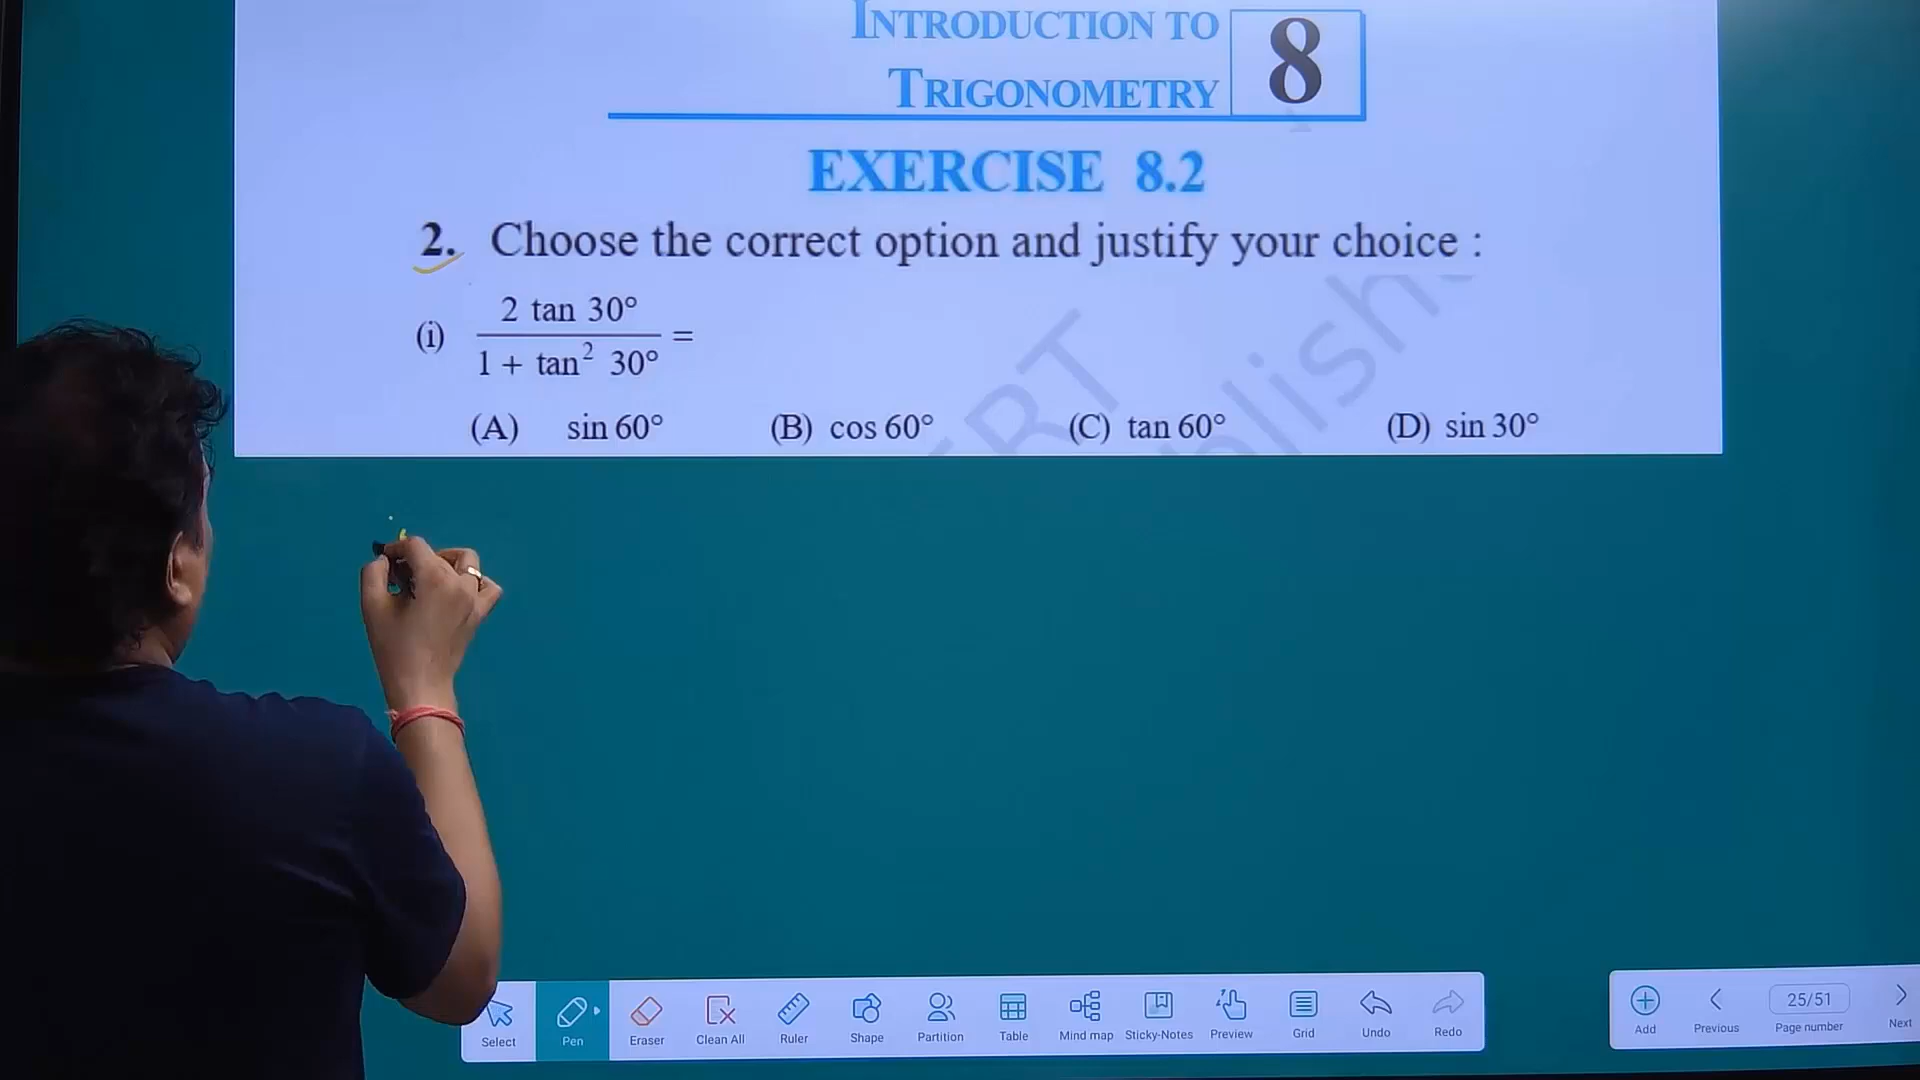 INTRODUCTION TO
TRIGONOMETRY 8
EXERCISE 8.2
2. Choose the correct option and justify your choice :
(i) 2 tan 30° / 1 + tan² 30° =
(A) sin 60° (B) cos 60° (C) tan 60° (D) sin 30°
Select Pen Eraser Clean All Ruler Shape Partition Table Mind map Sticky-Notes Preview Grid Undo Redo
Add Previous 25/51 Page number Next